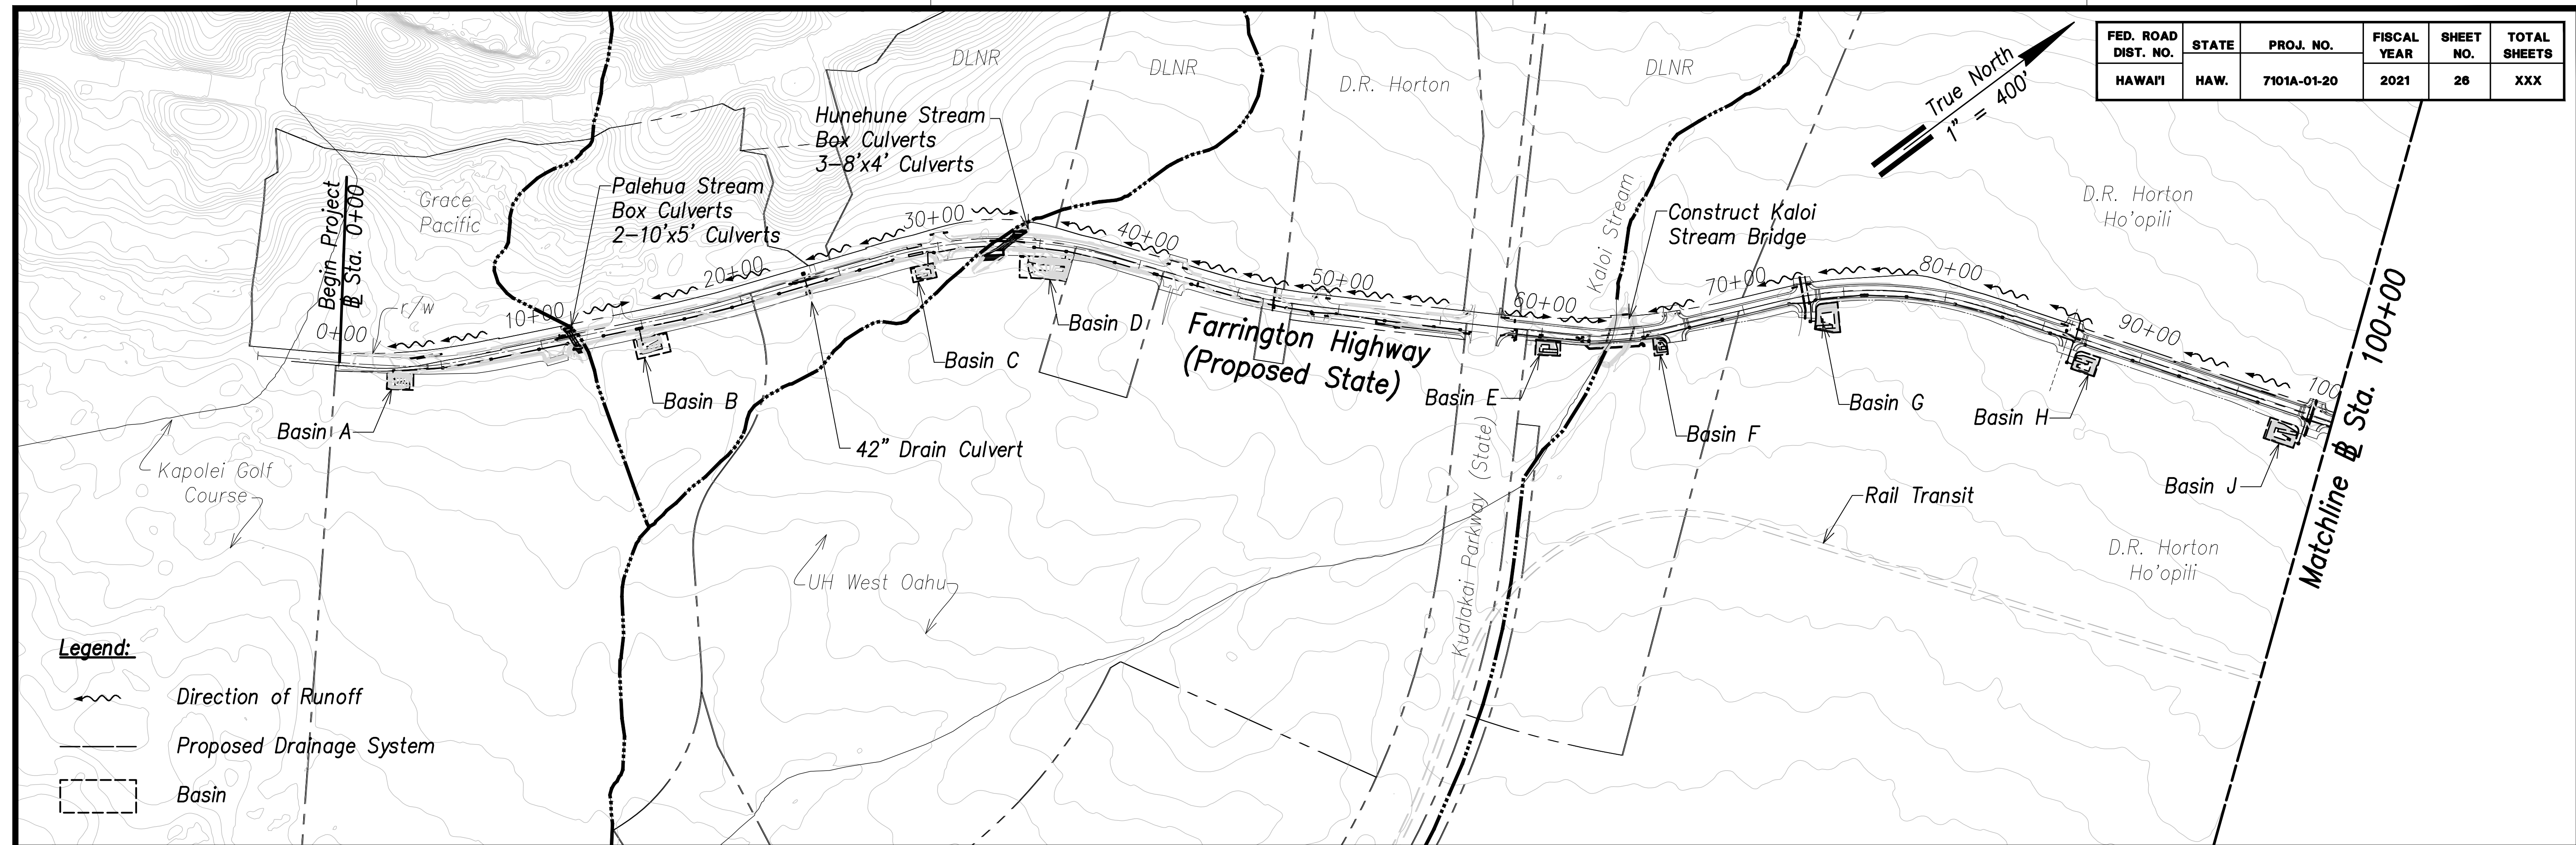 FED. ROAD DIST. NO.
STATE
PROJ. NO.
FISCAL YEAR
SHEET NO.
TOTAL SHEETS
HAWAI'I
HAW.
7101A-01-20
2021
26
XXX
True North
1" = 400'
DLNR
DLNR
D.R. Horton
DLNR
Hunehune Stream
Box Culverts
3-8'x4' Culverts
Palehua Stream
Box Culverts
2-10'x5' Culverts
Grace
Pacific
Begin Project
BL Sta. 0+00
r/w
0+00
10+00
20+00
30+00
40+00
50+00
60+00
70+00
80+00
90+00
100
Kaloi Stream
Construct Kaloi
Stream Bridge
D.R. Horton
Ho'opili
Farrington Highway
(Proposed State)
Basin A
Basin B
Basin C
Basin D
Basin E
Basin F
Basin G
Basin H
Basin J
42" Drain Culvert
Kapolei Golf
Course
UH West Oahu
Kualakai Parkway (State)
Rail Transit
D.R. Horton
Ho'opili
Matchline BL Sta. 100+00
Legend:
Direction of Runoff
Proposed Drainage System
Basin